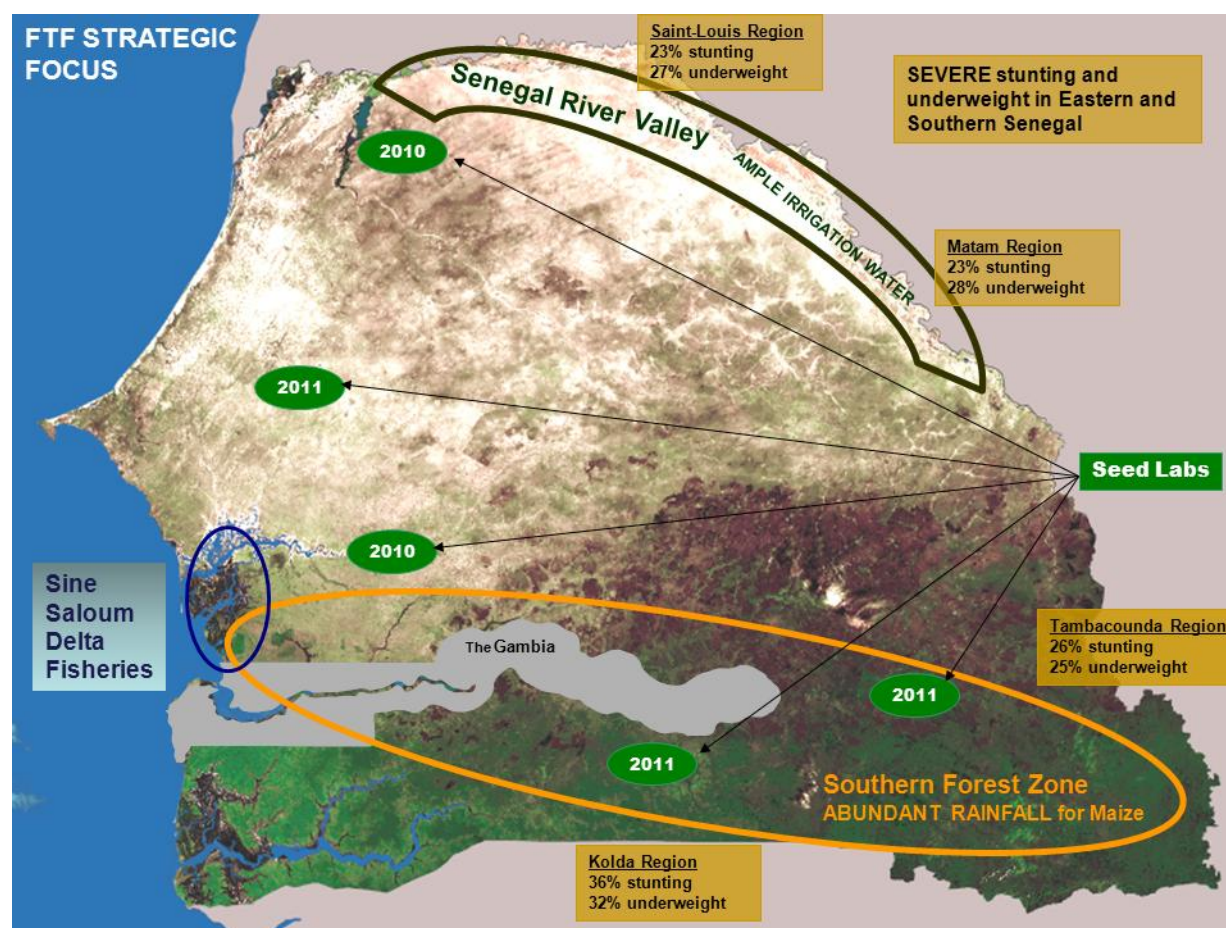 FTF STRATEGIC
FOCUS
Saint-Louis Region
23% stunting
27% underweight
SEVERE stunting and
underweight in Eastern and
Southern Senegal
Senegal River Valley
AMPLE IRRIGATION WATER
2010
Matam Region
23% stunting
28% underweight
2011
Seed Labs
2010
Sine
Saloum
Delta
Fisheries
The Gambia
Tambacounda Region
26% stunting
25% underweight
2011
2011
Southern Forest Zone
ABUNDANT RAINFALL for Maize
Kolda Region
36% stunting
32% underweight